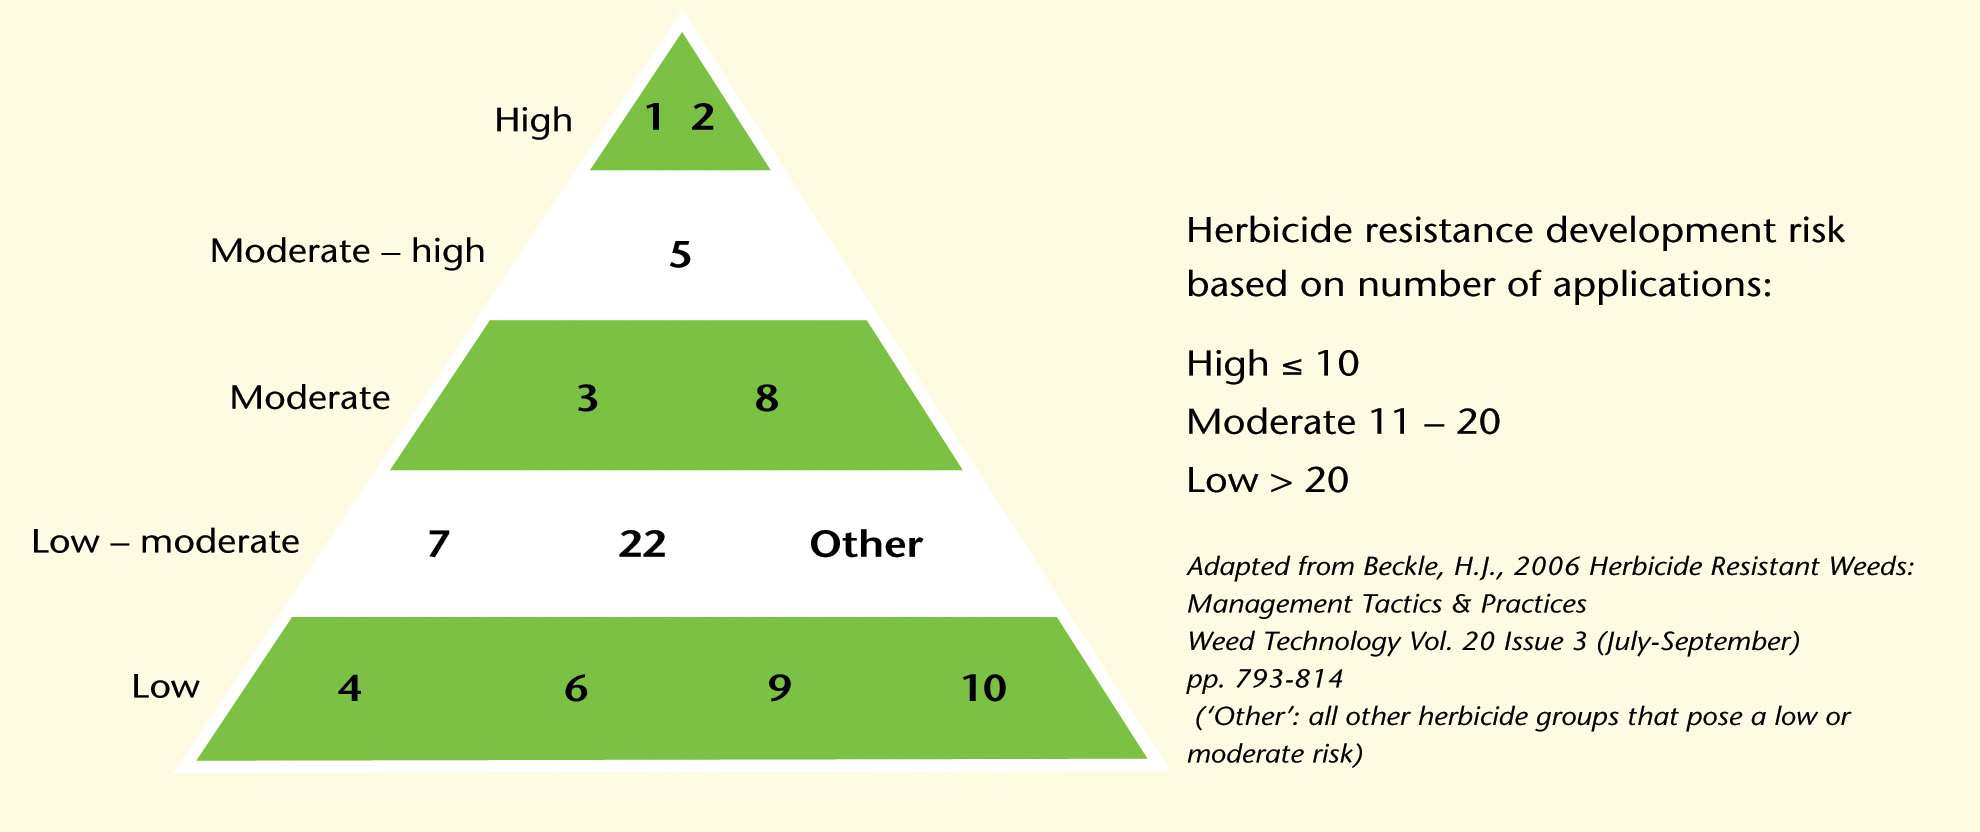 High
1 2
Moderate – high
5
Moderate
3 8
Low – moderate
7 22 Other
Low
4 6 9 10
Herbicide resistance development risk
based on number of applications:
High ≤ 10
Moderate 11 – 20
Low > 20
Adapted from Beckle, H.J., 2006 Herbicide Resistant Weeds:
Management Tactics & Practices
Weed Technology Vol. 20 Issue 3 (July-September)
pp. 793-814
(‘Other’: all other herbicide groups that pose a low or
moderate risk)